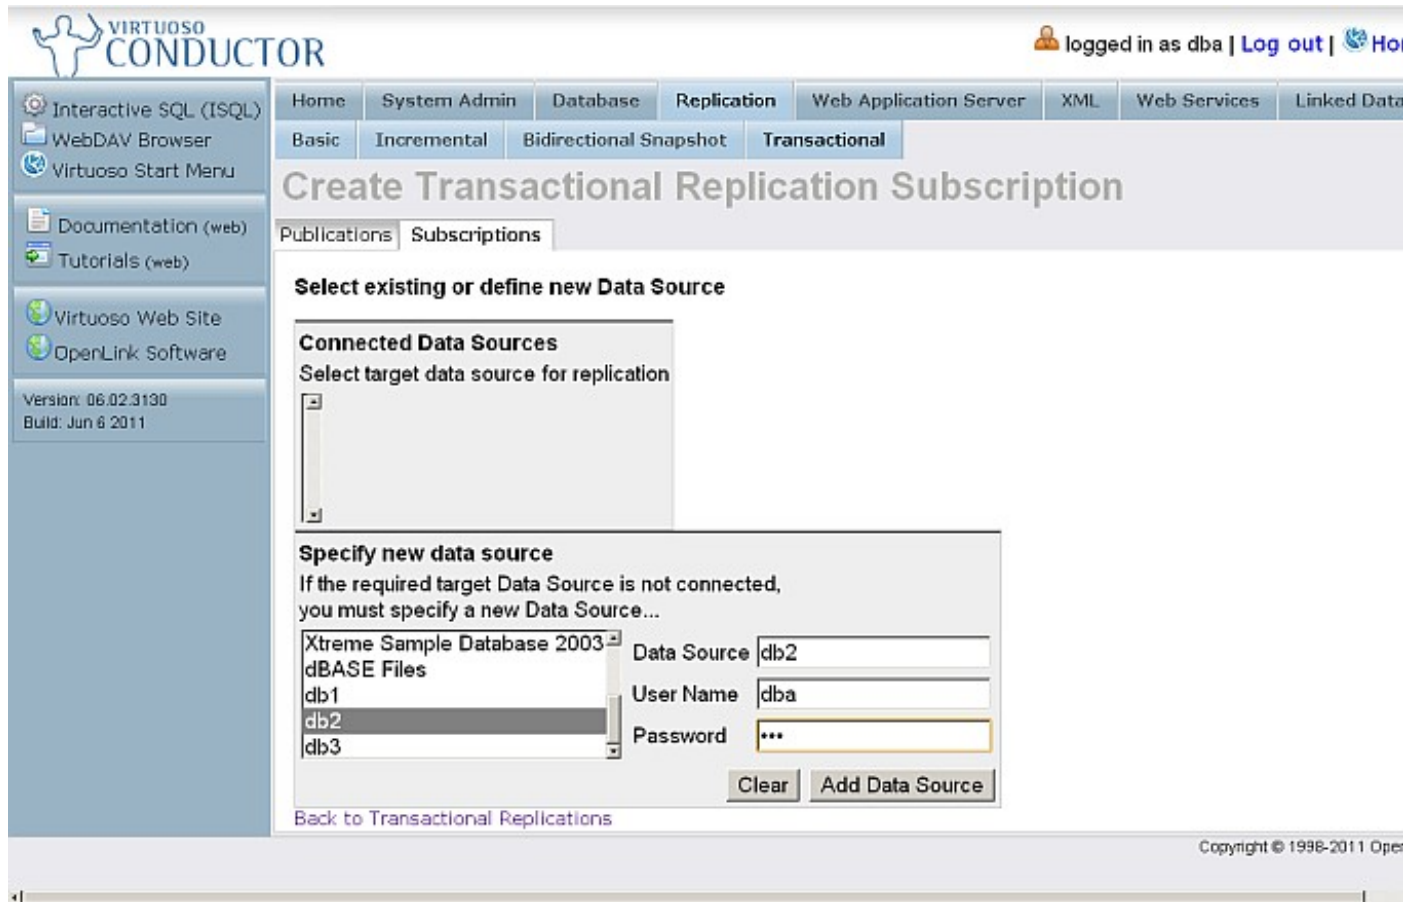 VIRTUOSO
CONDUCTOR
logged in as dba | Log out |
Interactive SQL (ISQL)
WebDAV Browser
Virtuoso Start Menu
Documentation (web)
Tutorials (web)
Virtuoso Web Site
OpenLink Software
Version: 06.02.3130
Build: Jun 6 2011
Home System Admin Database Replication Web Application Server XML Web Services Linked Data
Basic Incremental Bidirectional Snapshot Transactional
Create Transactional Replication Subscription
Publications Subscriptions
Select existing or define new Data Source
Connected Data Sources
Select target data source for replication
Specify new data source
If the required target Data Source is not connected,
you must specify a new Data Source...
Xtreme Sample Database 2003
dBASE Files
db1
db2
db3
Data Source db2
User Name dba
Password •••
Clear Add Data Source
Back to Transactional Replications
Copyright © 1998-2011